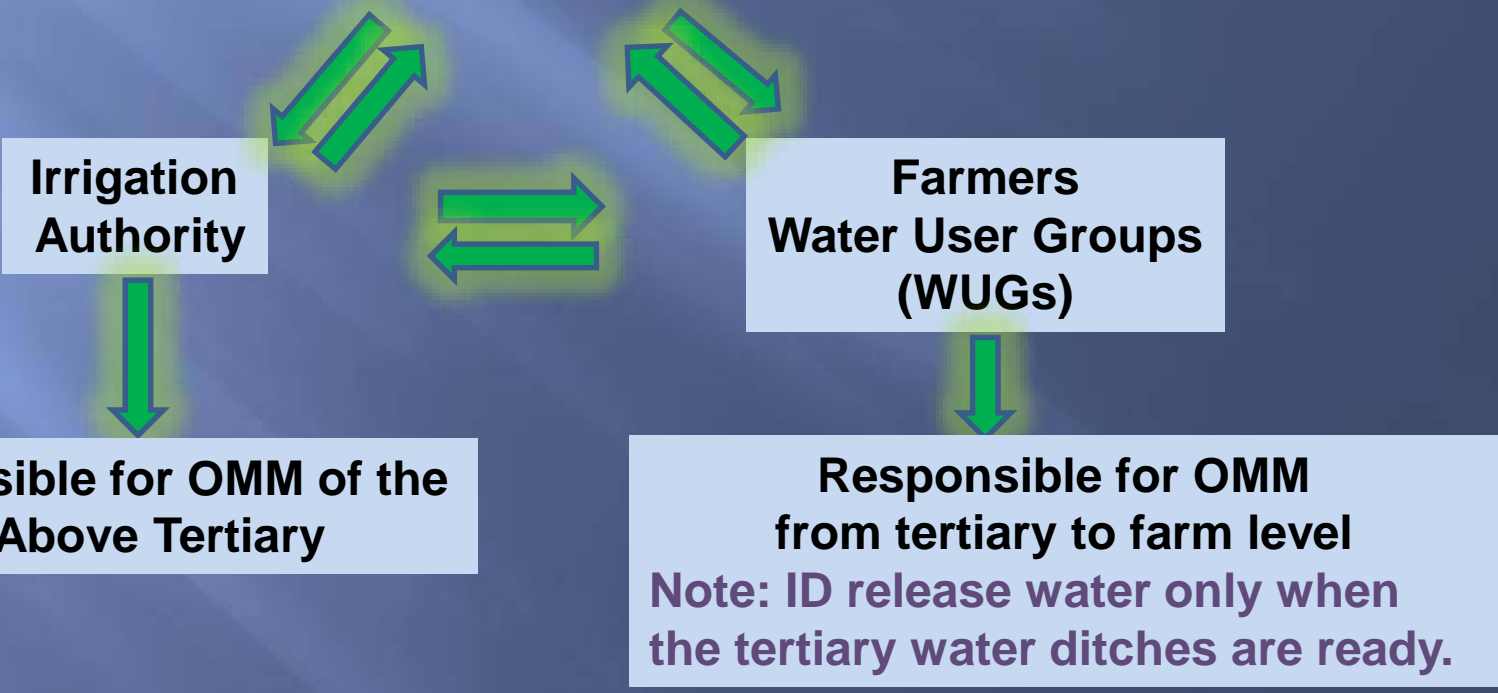 Irrigation
Authority
Farmers
Water User Groups
(WUGs)
for OMM of the
Above Tertiary
Responsible for OMM
from tertiary to farm level
Note: ID release water only when
the tertiary water ditches are ready.